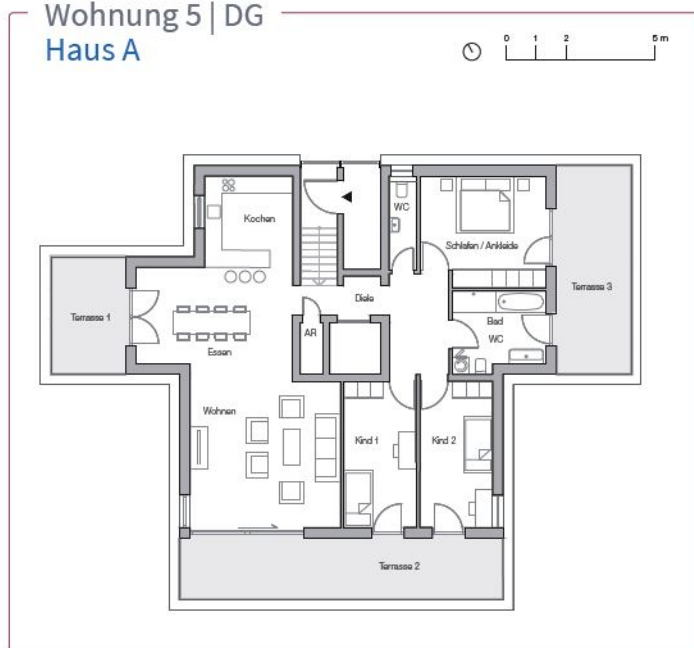 Wohnung 5 | DG
Haus A
0 1 2 5 m
Kochen
WC
Schlafen / Ankleide
Terrasse 1
Diele
Terrasse 3
AR
Bad
WC
Essen
Wohnen
Kind 1
Kind 2
Terrasse 2